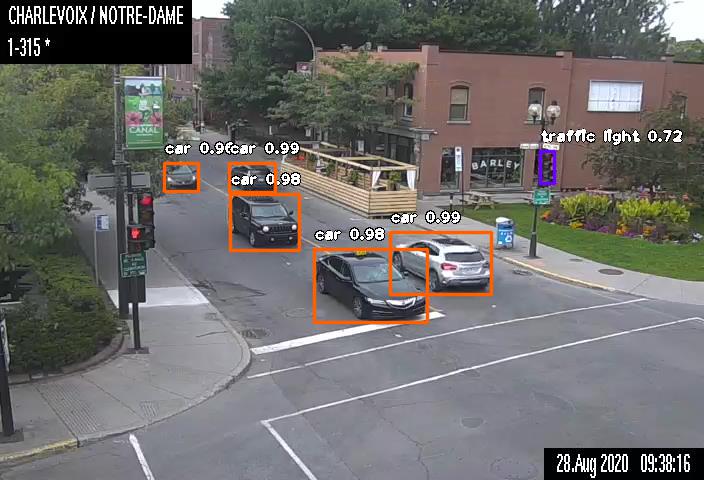 CHARLEVOIX / NOTRE-DAME
1-315 *
CANAL
car 0.9
car 0.99
car 0.98
car 0.99
car 0.98
traffic light 0.72
BARLEY
28.Aug 2020 09:38:16